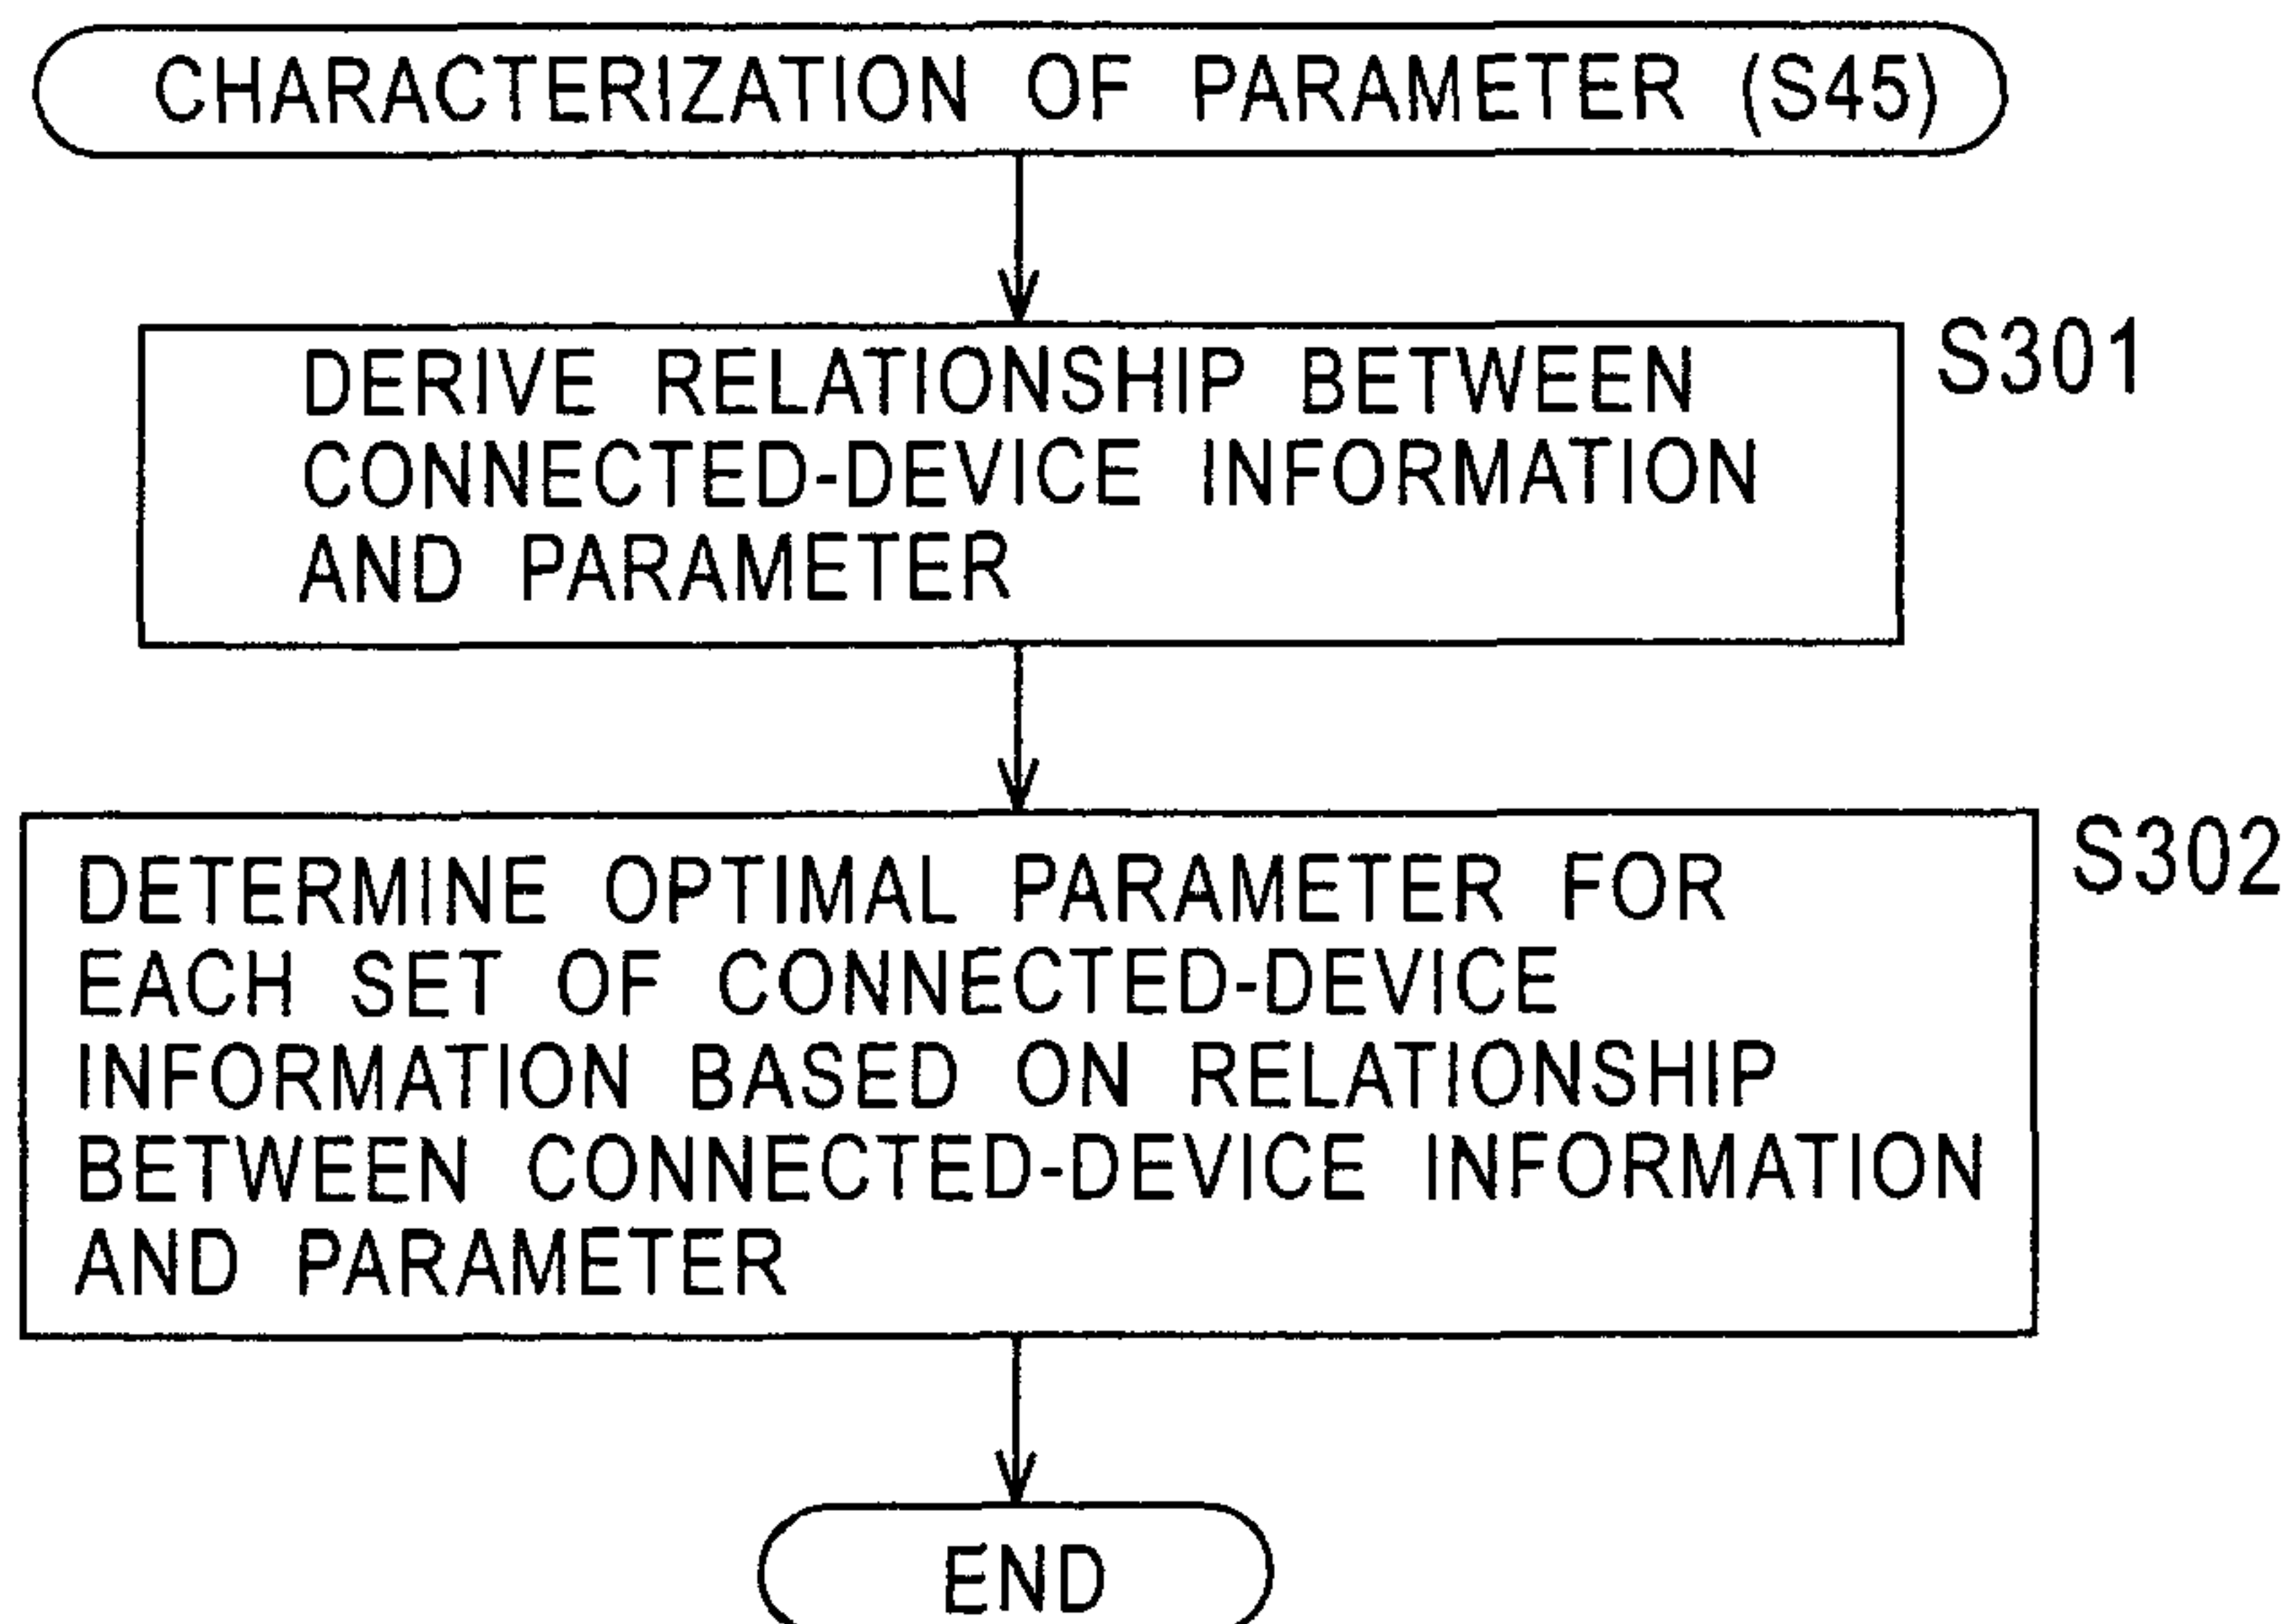 CHARACTERIZATION OF PARAMETER (S45)
DERIVE RELATIONSHIP BETWEEN
CONNECTED-DEVICE INFORMATION
AND PARAMETER
S301
DETERMINE OPTIMAL PARAMETER FOR
EACH SET OF CONNECTED-DEVICE
INFORMATION BASED ON RELATIONSHIP
BETWEEN CONNECTED-DEVICE INFORMATION
AND PARAMETER
S302
END